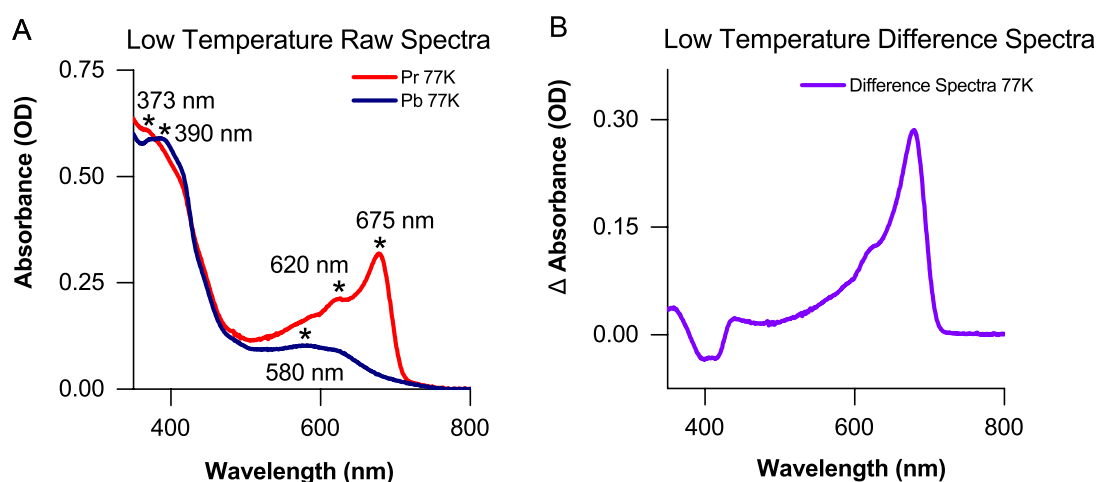 A
Low Temperature Raw Spectra
Absorbance (OD)
0.75
0.50
0.25
0.00
Pr 77K
Pb 77K
373 nm
*
* 390 nm
675 nm
*
620 nm
*
*
580 nm
400
600
800
Wavelength (nm)
B
Low Temperature Difference Spectra
Δ Absorbance (OD)
0.30
0.15
0.00
Difference Spectra 77K
400
600
800
Wavelength (nm)